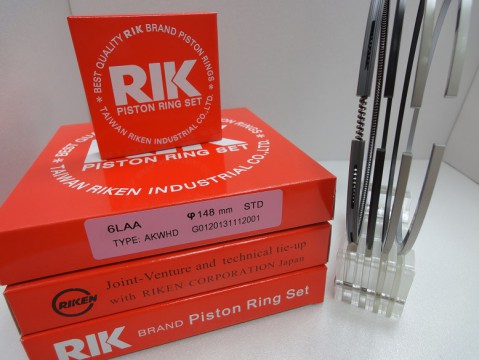 ★ BEST QUALITY RIK BRAND PISTON RINGS ★
RIK
PISTON RING SET
TAIWAN RIKEN INDUSTRIAL CO.,LTD.
RIK
PISTON RING SET
TAIWAN RIKEN INDUSTRIAL CO.,LTD.
6LAA φ148 mm STD
TYPE: AKWHD G0120131112001
RIKEN
Joint-Venture and technical tie-up
with RIKEN CORPORATION Japan
RIK BRAND Piston Ring Set